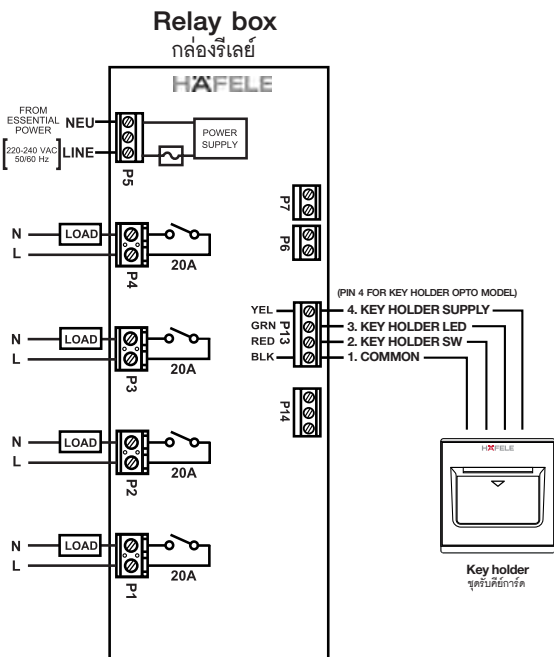 Relay box
กล่องรีเลย์
HÄFELE
FROM
ESSENTIAL
POWER
NEU
220-240 VAC
50/60 Hz
LINE
P5
POWER
SUPPLY
P7
P6
N
LOAD
L
P4
20A
(PIN 4 FOR KEY HOLDER OPTO MODEL)
YEL
4. KEY HOLDER SUPPLY
GRN
P13
3. KEY HOLDER LED
RED
2. KEY HOLDER SW
BLK
1. COMMON
N
LOAD
L
P3
20A
P14
N
LOAD
L
P2
20A
HÄFELE
Key holder
ชุดรับคีย์การ์ด
N
LOAD
L
P1
20A